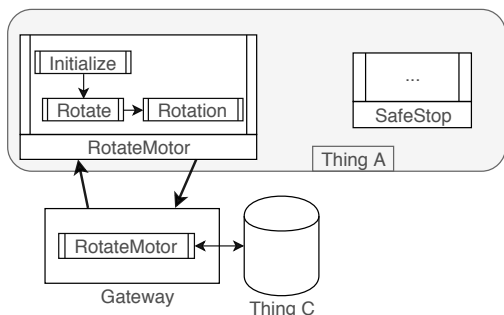 Initialize
Rotate
Rotation
RotateMotor
...
SafeStop
Thing A
RotateMotor
Gateway
Thing C